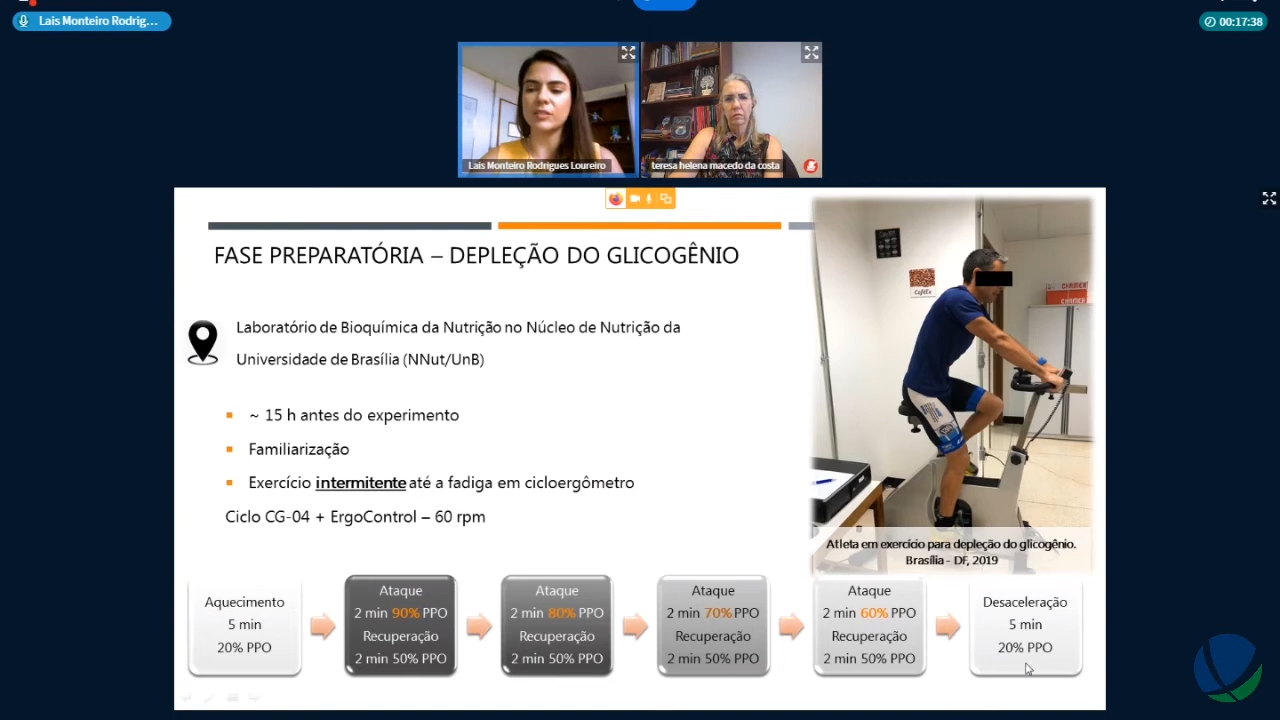 Lais Monteiro Rodrig...
00:17:38
Lais Monteiro Rodrigues Loureiro
teresa helena macedo da costa
FASE PREPARATÓRIA – DEPLEÇÃO DO GLICOGÊNIO
Laboratório de Bioquímica da Nutrição no Núcleo de Nutrição da
Universidade de Brasília (NNut/UnB)
~ 15 h antes do experimento
Familiarização
Exercício intermitente até a fadiga em cicloergômetro
Ciclo CG-04 + ErgoControl – 60 rpm
Atleta em exercício para depleção do glicogênio.
Brasília - DF, 2019
Aquecimento
5 min
20% PPO
Ataque
2 min 90% PPO
Recuperação
2 min 50% PPO
Ataque
2 min 80% PPO
Recuperação
2 min 50% PPO
Ataque
2 min 70% PPO
Recuperação
2 min 50% PPO
Ataque
2 min 60% PPO
Recuperação
2 min 50% PPO
Desaceleração
5 min
20% PPO